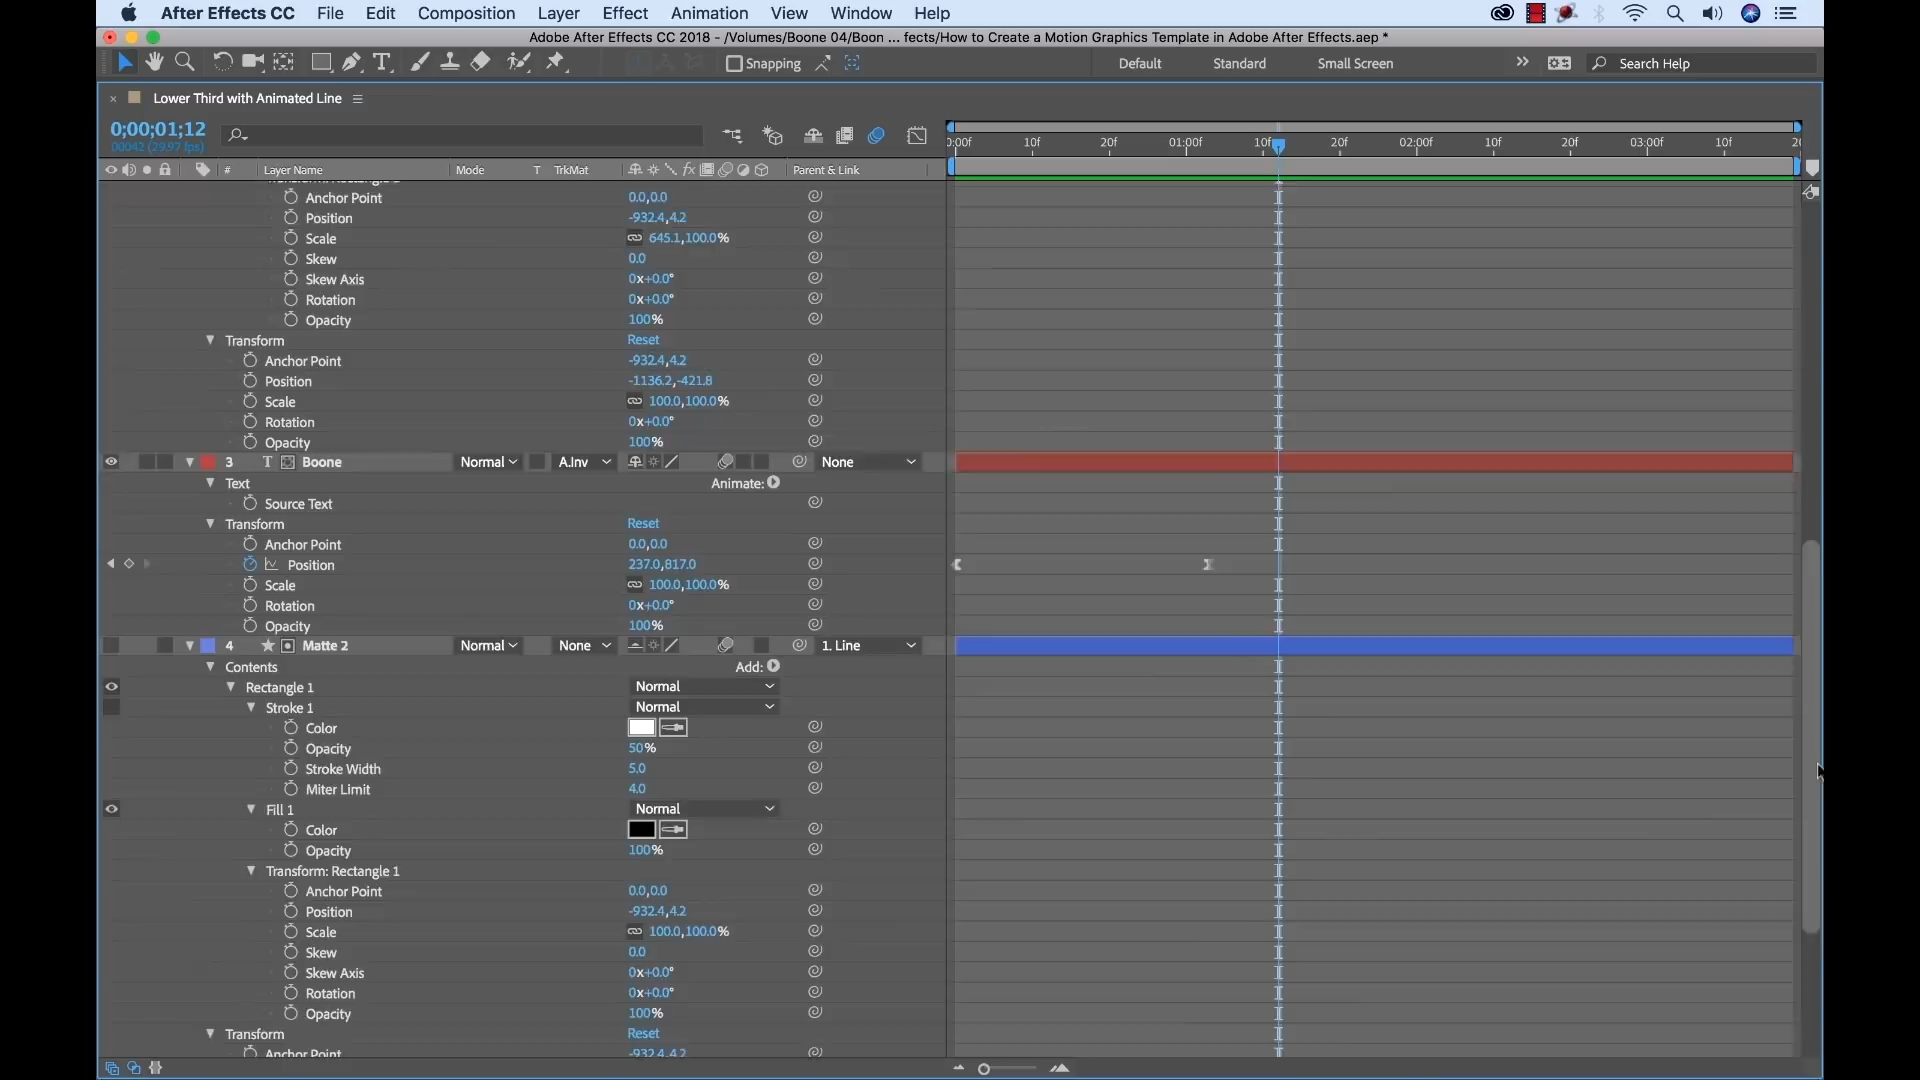 After Effects CC File Edit Composition Layer Effect Animation View Window Help
Adobe After Effects CC 2018 - /Volumes/Boone 04/Boon ... fects/How to Create a Motion Graphics Template in Adobe After Effects.aep *
Snapping Default Standard Small Screen Search Help
Lower Third with Animated Line
0;00;01;12
00042 (29.97 fps)
0:00f 10f 20f 01:00f 10f 20f 02:00f 10f 20f 03:00f 10f 20
# Layer Name Mode T TrkMat Parent & Link
Anchor Point 0.0,0.0
Position -932.4,4.2
Scale 645.1,100.0%
Skew 0.0
Skew Axis 0x+0.0°
Rotation 0x+0.0°
Opacity 100%
Transform Reset
Anchor Point -932.4,4.2
Position -1136.2,-421.8
Scale 100.0,100.0%
Rotation 0x+0.0°
Opacity 100%
3 T Boone Normal A.Inv None
Text Animate:
Source Text
Transform Reset
Anchor Point 0.0,0.0
Position 237.0,817.0
Scale 100.0,100.0%
Rotation 0x+0.0°
Opacity 100%
4 Matte 2 Normal None 1. Line
Contents Add:
Rectangle 1 Normal
Stroke 1 Normal
Color
Opacity 50%
Stroke Width 5.0
Miter Limit 4.0
Fill 1 Normal
Color
Opacity 100%
Transform: Rectangle 1
Anchor Point 0.0,0.0
Position -932.4,4.2
Scale 100.0,100.0%
Skew 0.0
Skew Axis 0x+0.0°
Rotation 0x+0.0°
Opacity 100%
Transform Reset
Anchor Point -932.4,4.2